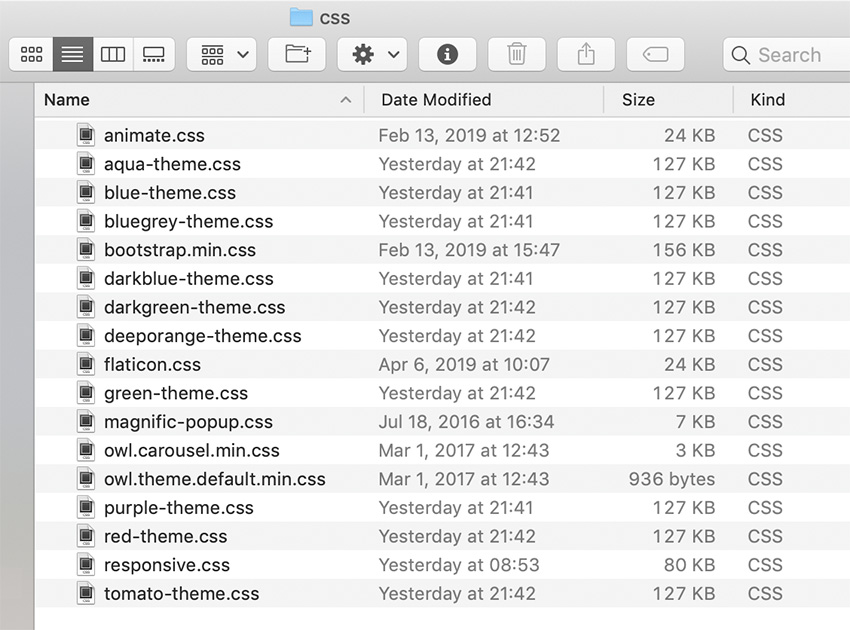 css
Search
Name Date Modified Size Kind
animate.css Feb 13, 2019 at 12:52 24 KB CSS
aqua-theme.css Yesterday at 21:42 127 KB CSS
blue-theme.css Yesterday at 21:41 127 KB CSS
bluegrey-theme.css Yesterday at 21:41 127 KB CSS
bootstrap.min.css Feb 13, 2019 at 15:47 156 KB CSS
darkblue-theme.css Yesterday at 21:41 127 KB CSS
darkgreen-theme.css Yesterday at 21:42 127 KB CSS
deeporange-theme.css Yesterday at 21:42 127 KB CSS
flaticon.css Apr 6, 2019 at 10:07 24 KB CSS
green-theme.css Yesterday at 21:42 127 KB CSS
magnific-popup.css Jul 18, 2016 at 16:34 7 KB CSS
owl.carousel.min.css Mar 1, 2017 at 12:43 3 KB CSS
owl.theme.default.min.css Mar 1, 2017 at 12:43 936 bytes CSS
purple-theme.css Yesterday at 21:41 127 KB CSS
red-theme.css Yesterday at 21:42 127 KB CSS
responsive.css Yesterday at 08:53 80 KB CSS
tomato-theme.css Yesterday at 21:42 127 KB CSS